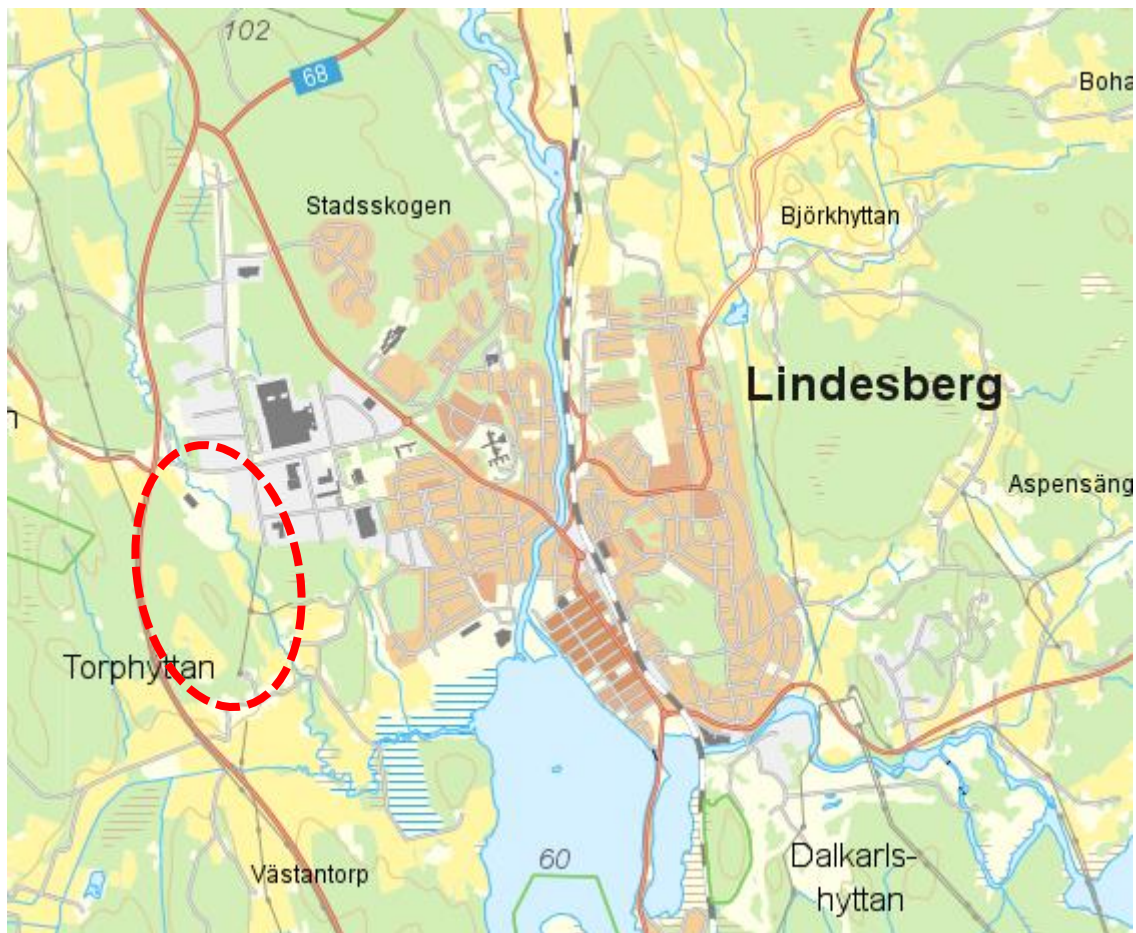 102
68
Boha
Stadsskogen
Björkhyttan
Lindesberg
n
Aspensäng
Torphyttan
60
Västantorp
Dalkarls-
hyttan